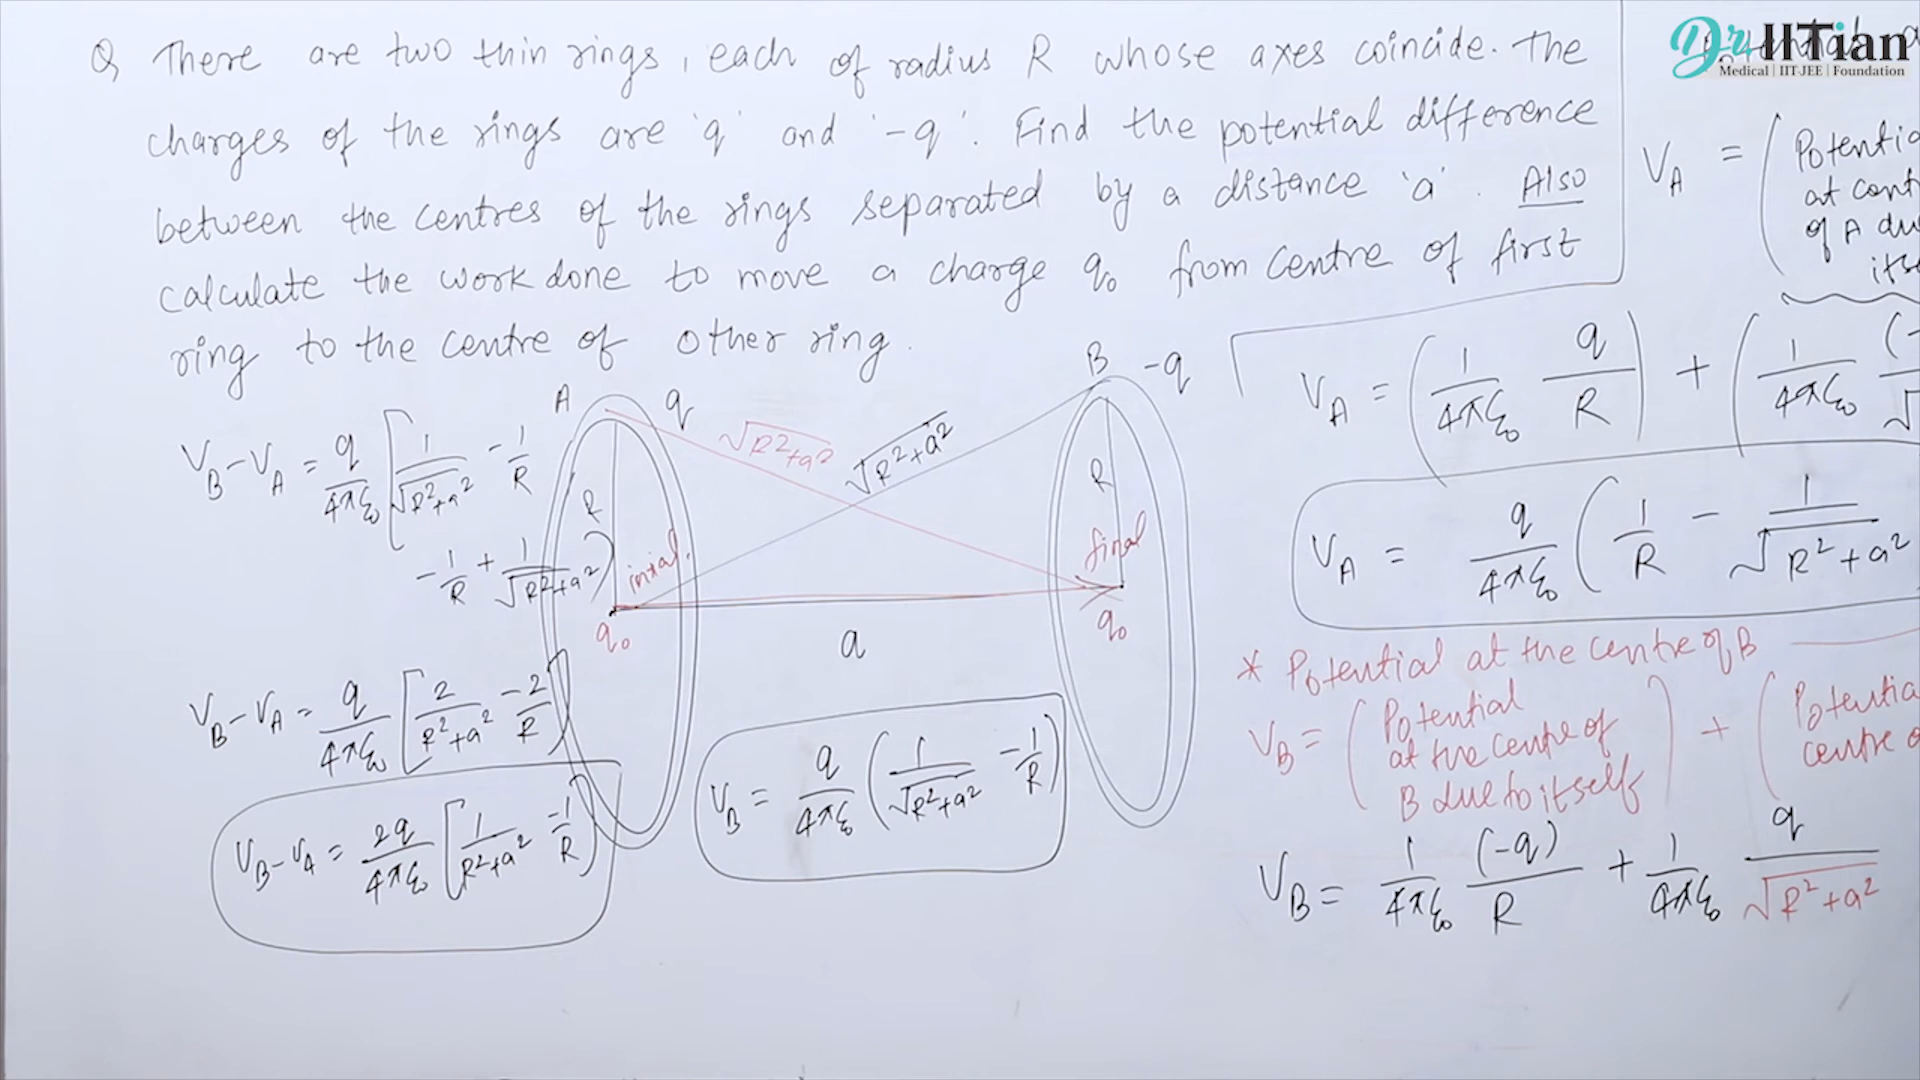 Q There are two thin rings, each of radius R whose axes coincide. The
charges of the rings are 'q' and '-q'. Find the potential difference
between the centres of the rings separated by a distance 'a'. Also
calculate the work done to move a charge q₀ from centre of first
ring to the centre of other ring.
Dr. IITian
Medical | IIT-JEE | Foundation
V_A = ( Potentia
at cent
of A du
itse
V_A = (1/4πε₀ q/R) + (1/4πε₀ (-
V_A = q/4πε₀ (1/R - 1/√R²+a²
* Potential at the centre of B
V_B = (Potential at the centre of B due to itself) + (Potentia
centre o
V_B = 1/4πε₀ (-q)/R + 1/4πε₀ q/√R²+a²
A q
B -q
√R²+a²
√R²+a²
R
R
intial.
final
q₀
q₀
a
V_B - V_A = q/4πε₀ [1/√R²+a² - 1/R
- 1/R + 1/√R²+a²)
V_B - V_A = q/4πε₀ [2/R²+a² - 2/R]
V_B - V_A = 2q/4πε₀ [1/R²+a² - 1/R]
V_B = q/4πε₀ (1/√R²+a² - 1/R)